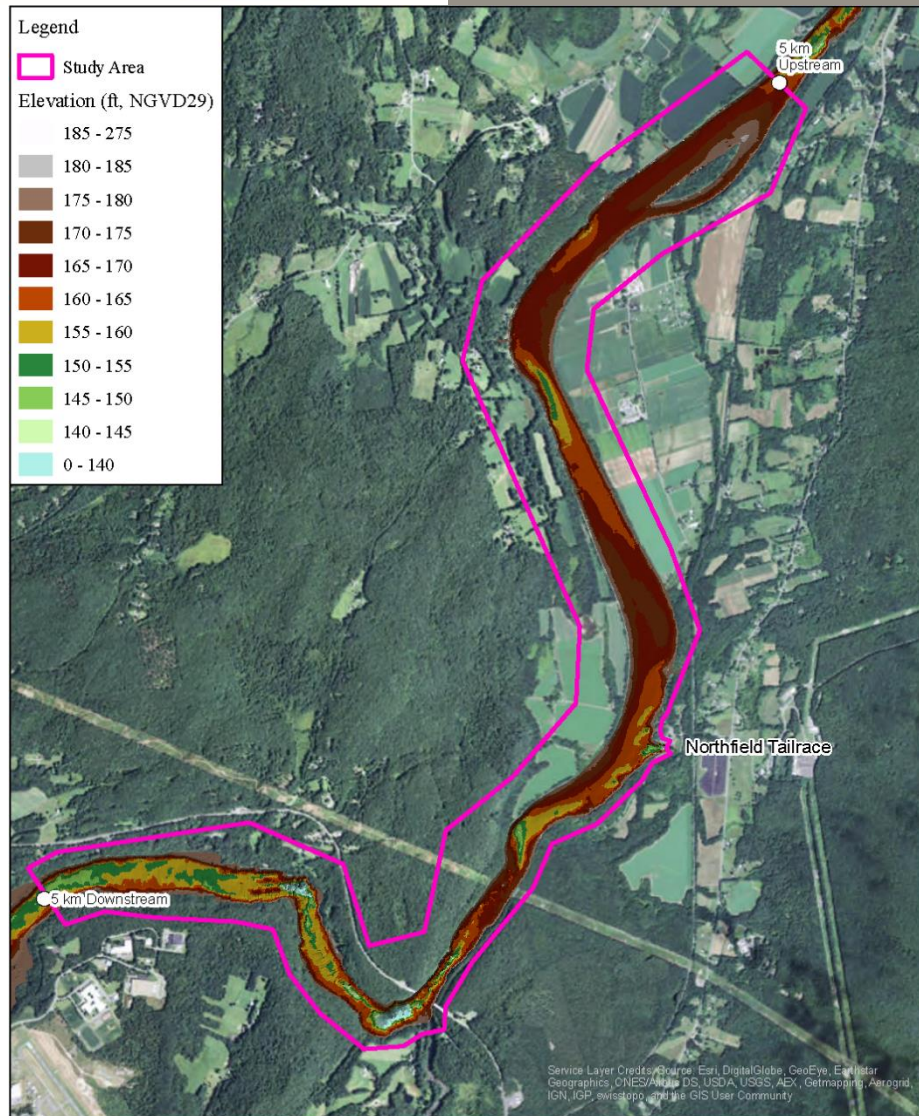 Legend
Study Area
Elevation (ft, NGVD29)
185 - 275
180 - 185
175 - 180
170 - 175
165 - 170
160 - 165
155 - 160
150 - 155
145 - 150
140 - 145
0 - 140
5 km
Upstream
Northfield Tailrace
5 km Downstream
Service Layer Credits: Source: Esri, DigitalGlobe, GeoEye, Earthstar
Geographics, CNES/Airbus DS, USDA, USGS, AEX, Getmapping, Aerogrid,
IGN, IGP, swisstopo, and the GIS User Community